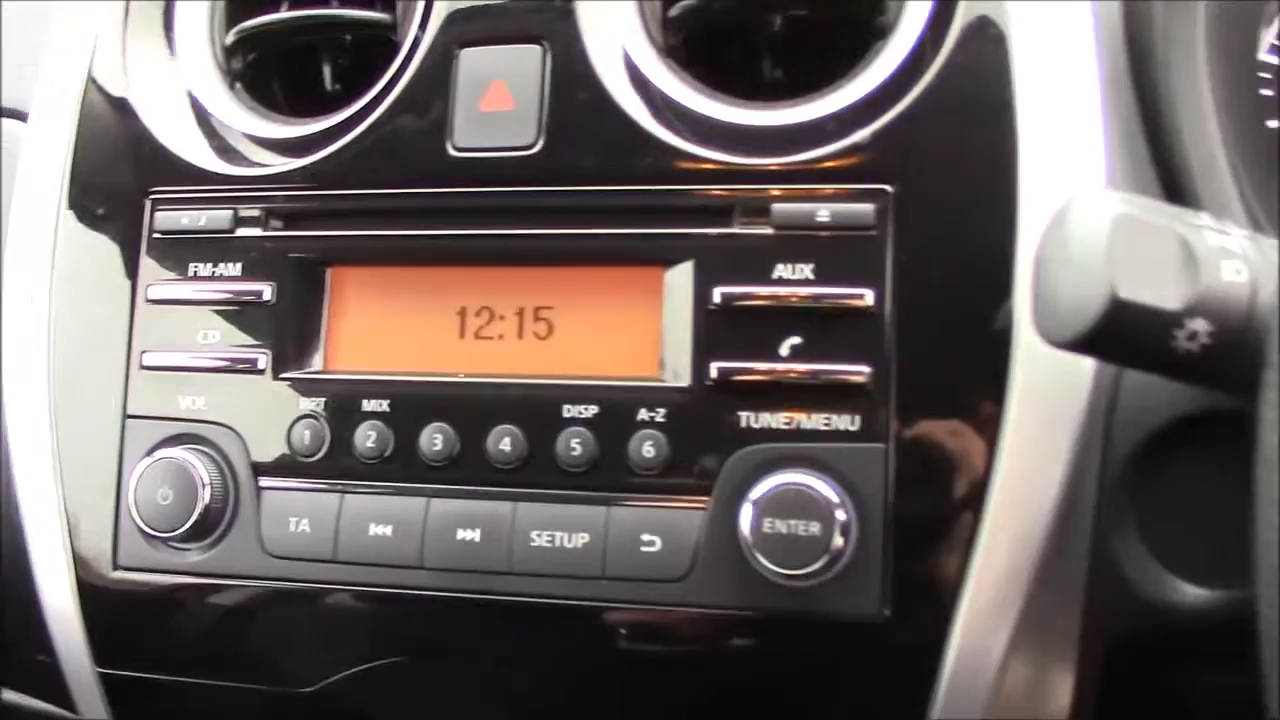 FM-AM
AUX
12:15
CD
VOL
RPT
MIX
DISP
A-Z
TUNE/MENU
1
2
3
4
5
6
TA
SETUP
ENTER